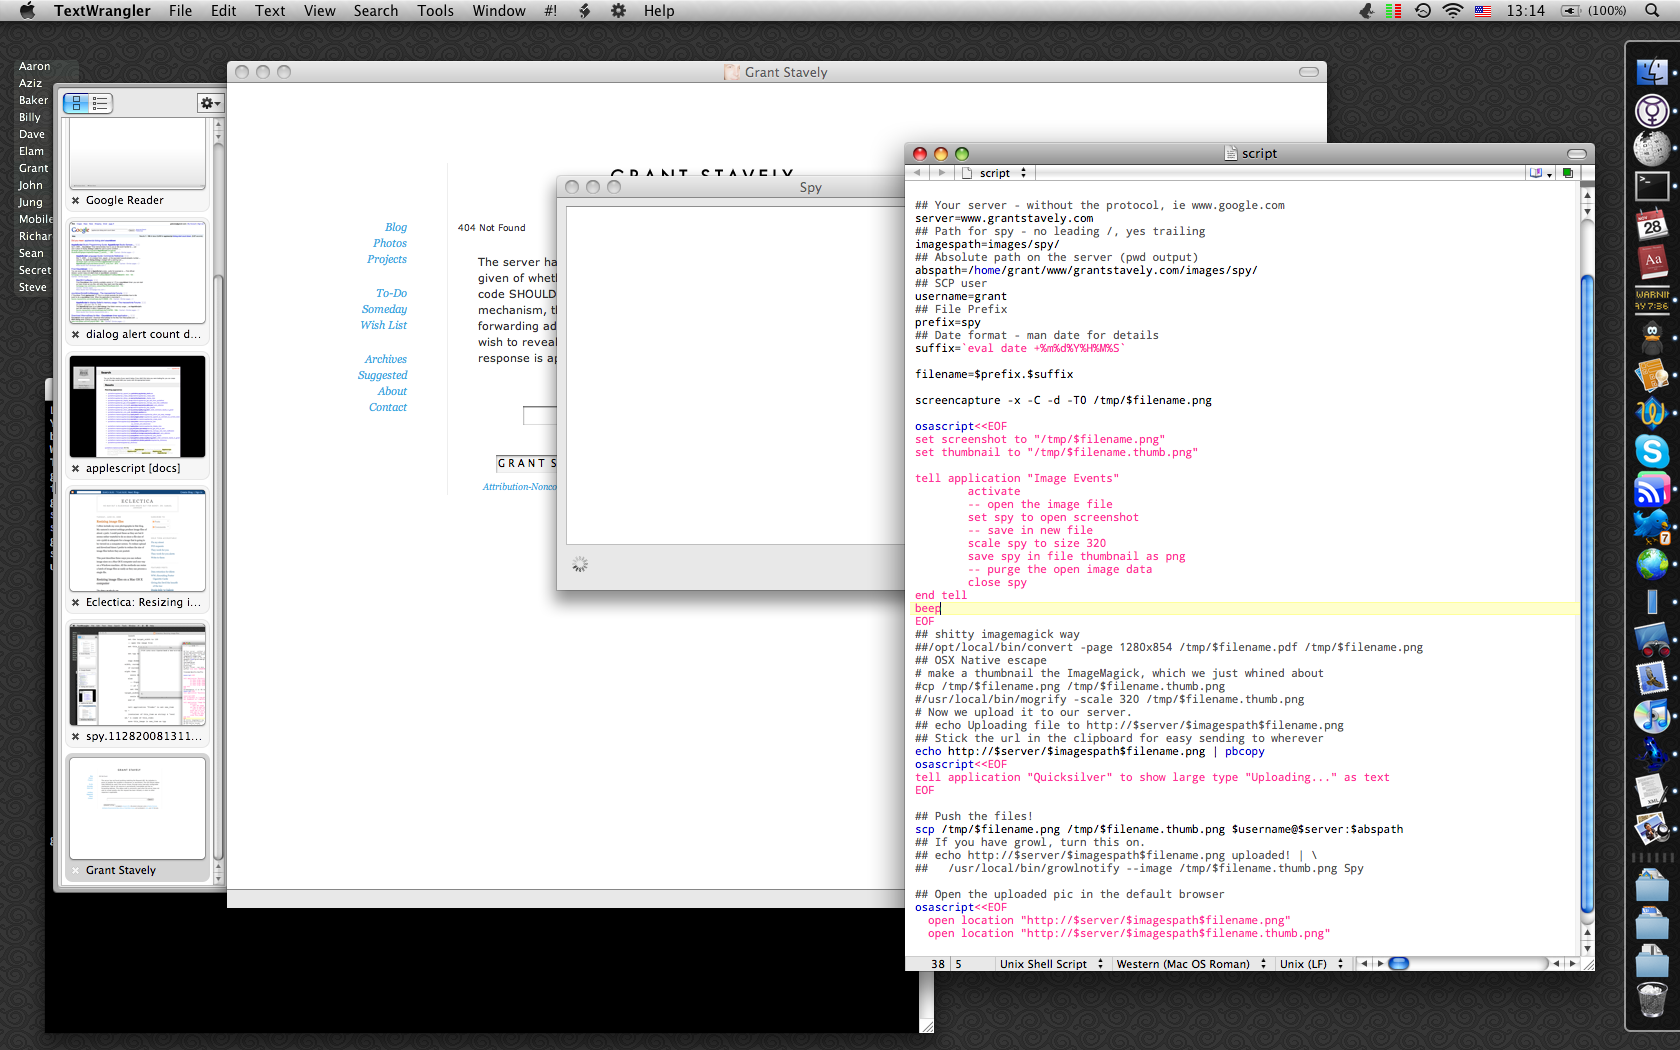 TextWrangler File Edit Text View Search Tools Window #! Help 13:14 (100%)
Aaron
Aziz
Baker
Billy
Dave
Elam
Grant
John
Jung
Mobile
Richar
Sean
Secret
Steve
Google Reader
dialog alert count d...
applescript [docs]
ECLECTICA
Eclectica: Resizing i...
spy.112820081311...
Grant Stavely
Grant Stavely
GRANT STAVELY
Blog
Photos
Projects
To-Do
Someday
Wish List
Archives
Suggested
About
Contact
404 Not Found
The server ha
given of wheth
code SHOULD
mechanism, th
forwarding ad
wish to reveal
response is ap
GRANT S
Attribution-Nonco
Spy
script
script
## Your server - without the protocol, ie www.google.com
server=www.grantstavely.com
## Path for spy - no leading /, yes trailing
imagespath=images/spy/
## Absolute path on the server (pwd output)
abspath=/home/grant/www/grantstavely.com/images/spy/
## SCP user
username=grant
## File Prefix
prefix=spy
## Date format - man date for details
suffix=`eval date +%m%d%Y%H%M%S`
filename=$prefix.$suffix
screencapture -x -C -d -T0 /tmp/$filename.png
osascript<<EOF
set screenshot to "/tmp/$filename.png"
set thumbnail to "/tmp/$filename.thumb.png"
tell application "Image Events"
activate
-- open the image file
set spy to open screenshot
-- save in new file
scale spy to size 320
save spy in file thumbnail as png
-- purge the open image data
close spy
end tell
beep
EOF
## shitty imagemagick way
##/opt/local/bin/convert -page 1280x854 /tmp/$filename.pdf /tmp/$filename.png
## OSX Native escape
# make a thumbnail the ImageMagick, which we just whined about
#cp /tmp/$filename.png /tmp/$filename.thumb.png
#/usr/local/bin/mogrify -scale 320 /tmp/$filename.thumb.png
# Now we upload it to our server.
## echo Uploading file to http://$server/$imagespath$filename.png
## Stick the url in the clipboard for easy sending to wherever
echo http://$server/$imagespath$filename.png | pbcopy
osascript<<EOF
tell application "Quicksilver" to show large type "Uploading..." as text
EOF
## Push the files!
scp /tmp/$filename.png /tmp/$filename.thumb.png $username@$server:$abspath
## If you have growl, turn this on.
## echo http://$server/$imagespath$filename.png uploaded! | \
## /usr/local/bin/growlnotify --image /tmp/$filename.thumb.png Spy
## Open the uploaded pic in the default browser
osascript<<EOF
open location "http://$server/$imagespath$filename.png"
open location "http://$server/$imagespath$filename.thumb.png"
38 5 Unix Shell Script Western (Mac OS Roman) Unix (LF)
NOV
28
Aa
WARNIN
AY 7:36
7
XML